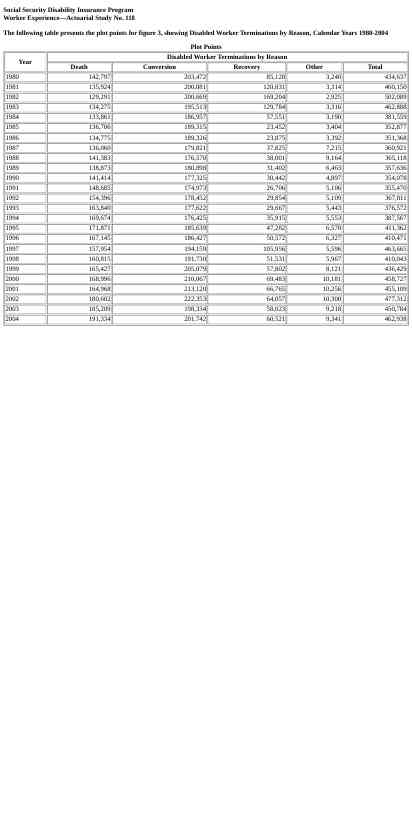 Social Security Disability Insurance Program
Worker Experience—Actuarial Study No. 118
The following table presents the plot points for figure 3, showing Disabled Worker Terminations by Reason, Calendar Years 1980-2004
Plot Points
Year Disabled Worker Terminations by Reason
Death Conversion Recovery Other Total
1980 142,797 203,472 85,128 3,240 434,637
1981 135,924 200,081 120,831 3,314 460,150
1982 129,291 200,669 169,204 2,925 502,089
1983 134,275 195,513 129,784 3,316 462,888
1984 133,861 186,957 57,551 3,190 381,559
1985 136,706 189,315 23,452 3,404 352,877
1986 134,775 189,326 23,875 3,392 351,368
1987 136,060 179,821 37,825 7,215 360,921
1988 141,383 176,570 38,001 9,164 365,118
1989 138,873 180,898 31,402 6,463 357,636
1990 141,414 177,325 30,442 4,897 354,078
1991 148,685 174,973 26,706 5,106 355,470
1992 154,396 178,452 29,854 5,109 367,811
1993 163,840 177,622 29,667 5,443 376,572
1994 169,674 176,425 35,915 5,553 387,567
1995 171,871 185,639 47,282 6,570 411,362
1996 167,145 186,427 50,572 6,327 410,471
1997 157,954 194,159 105,956 5,596 463,665
1998 160,815 191,730 51,531 5,967 410,043
1999 165,427 205,079 57,802 8,121 436,429
2000 168,996 210,067 69,483 10,181 458,727
2001 164,968 213,120 66,765 10,256 455,109
2002 180,602 222,353 64,057 10,300 477,312
2003 185,209 198,334 58,023 9,218 450,784
2004 191,334 201,742 60,521 9,341 462,938